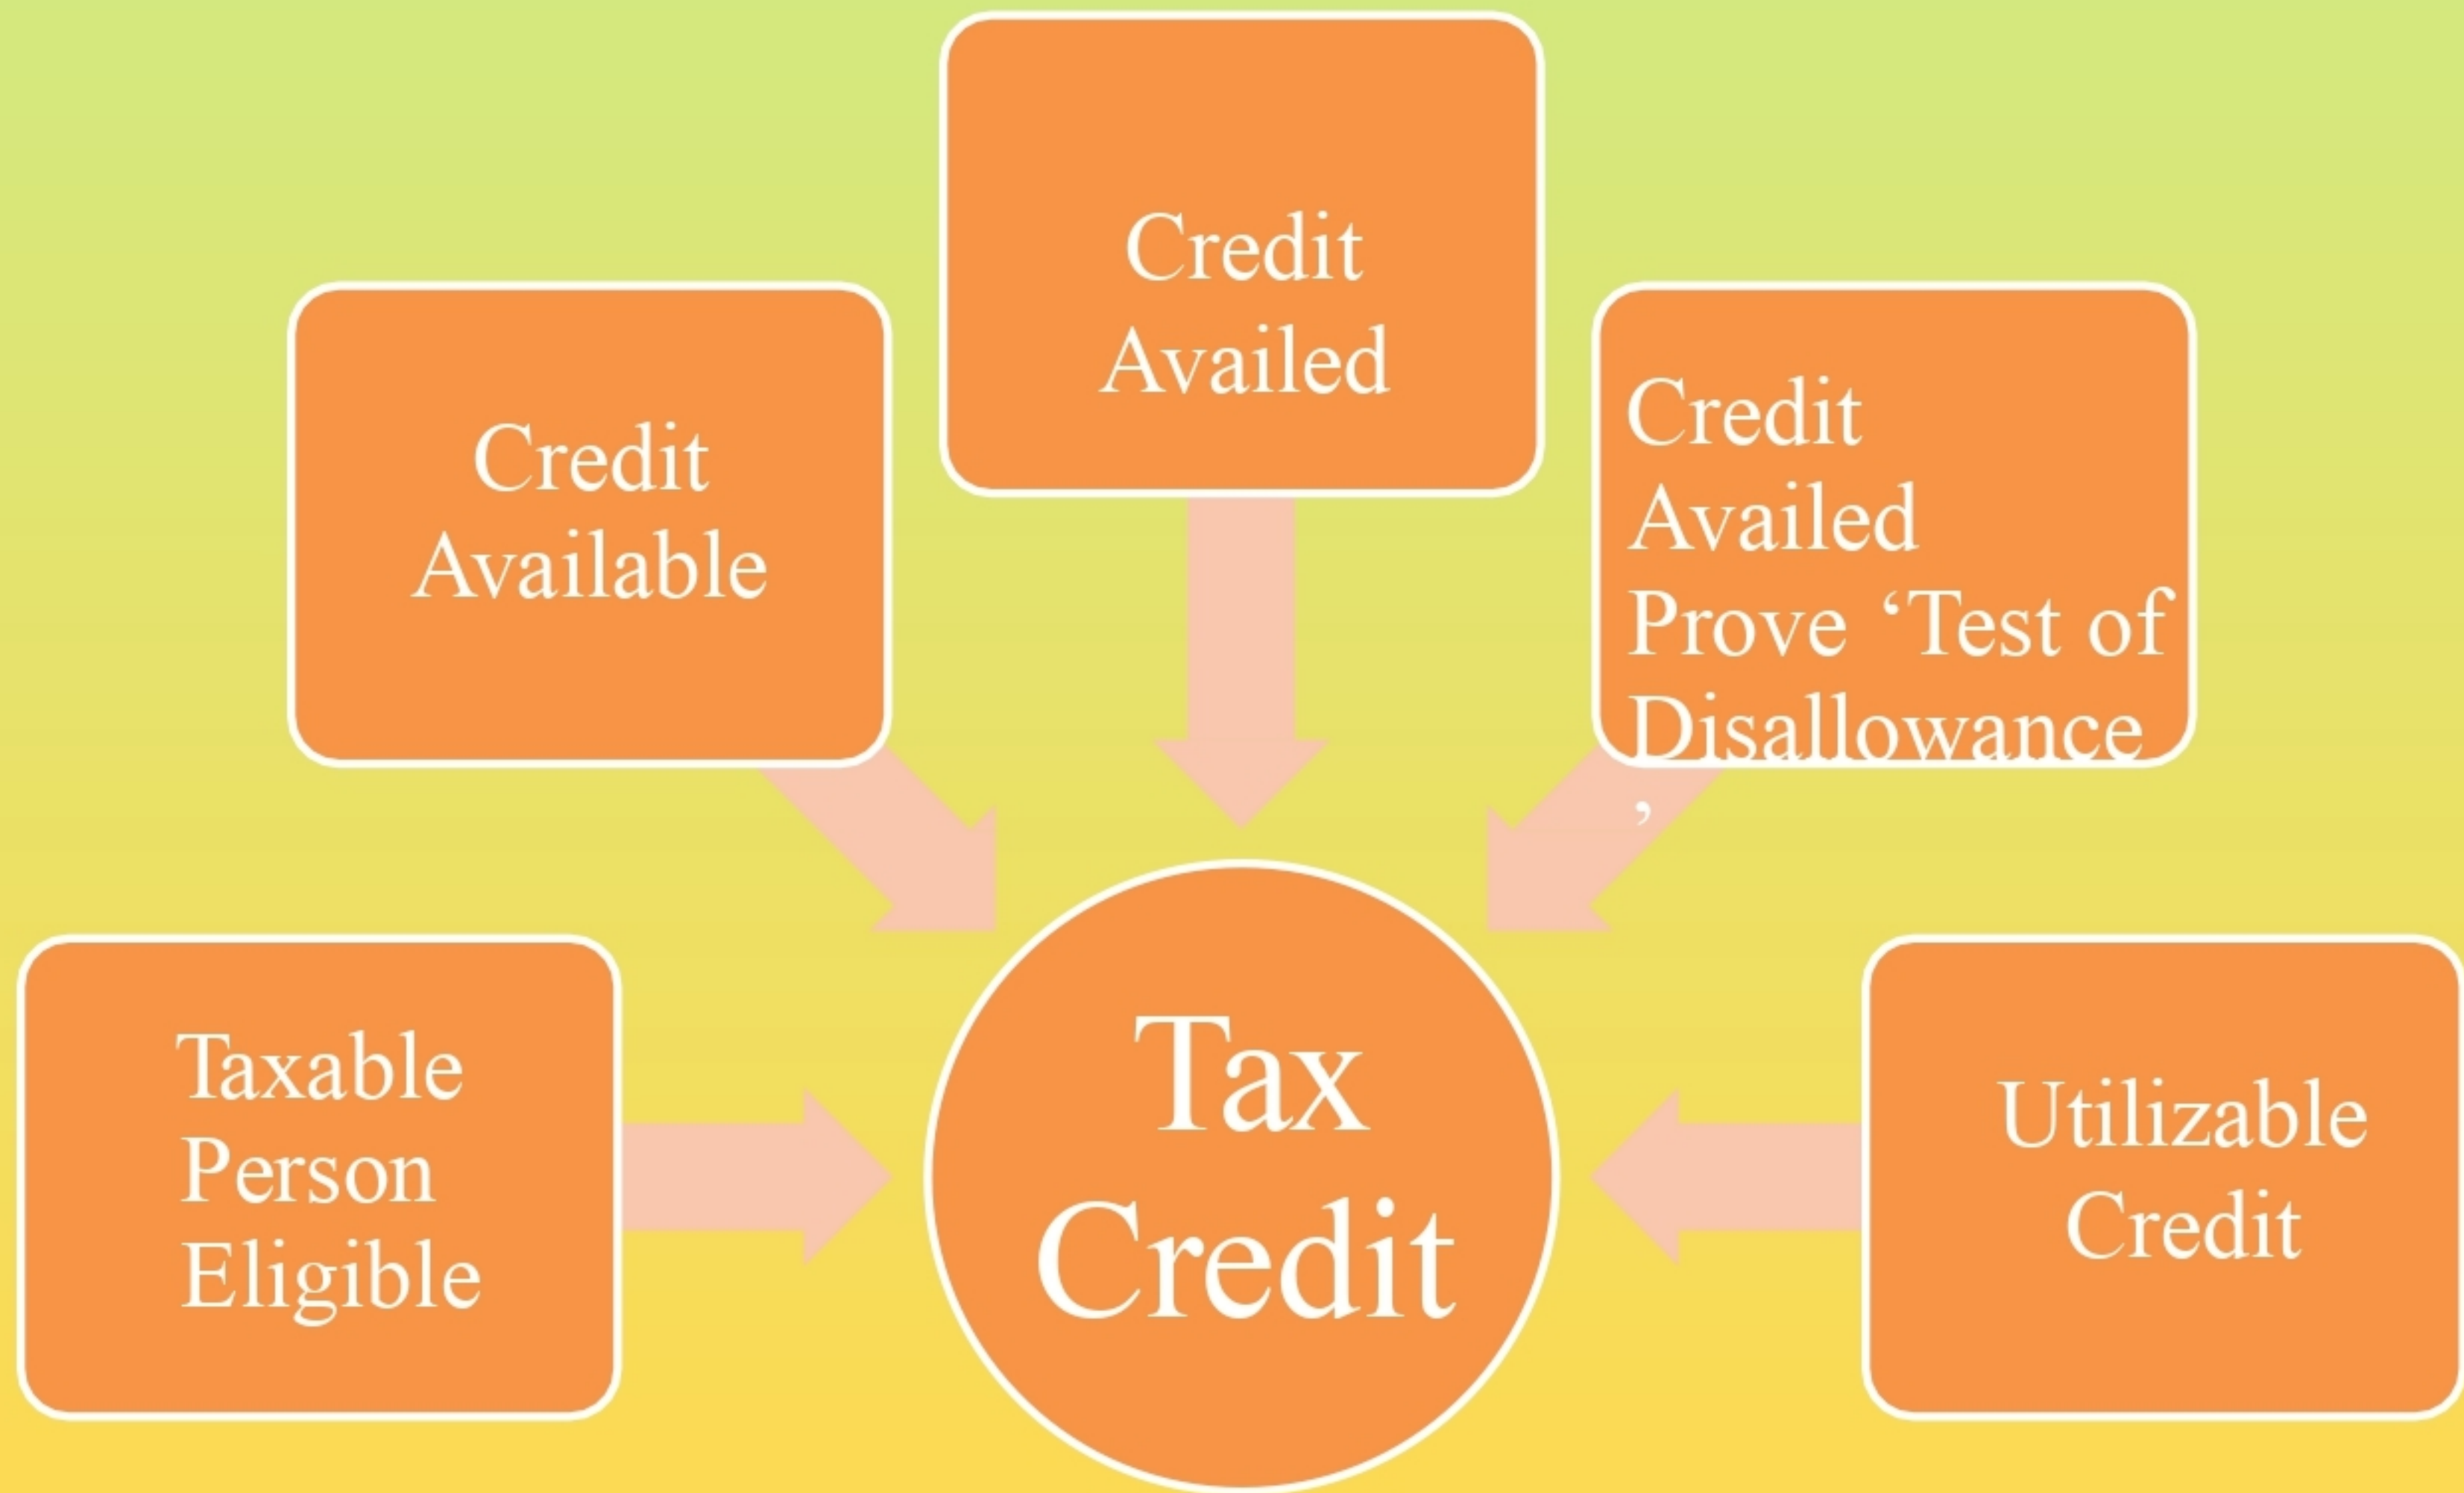 Credit
Availed
Credit
Available
Credit
Availed
Prove ‘Test of
Disallowance
’
Taxable
Person
Eligible
Tax
Credit
Utilizable
Credit